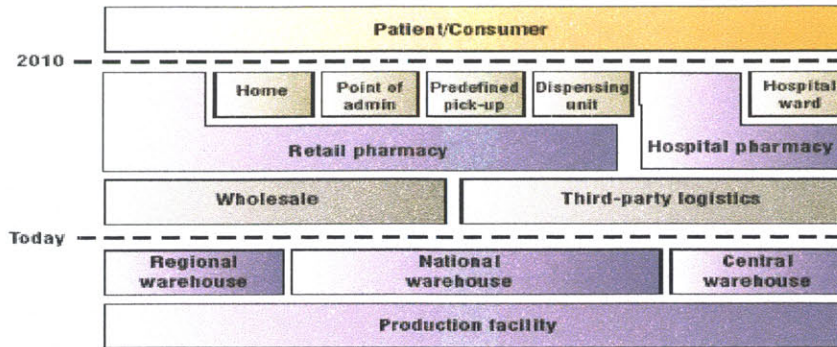 Patient/Consumer
2010
Home
Point of
admin
Predefined
pick-up
Dispensing
unit
Hospital
ward
Retail pharmacy
Hospital pharmacy
Wholesale
Third-party logistics
Today
Regional
warehouse
National
warehouse
Central
warehouse
Production facility